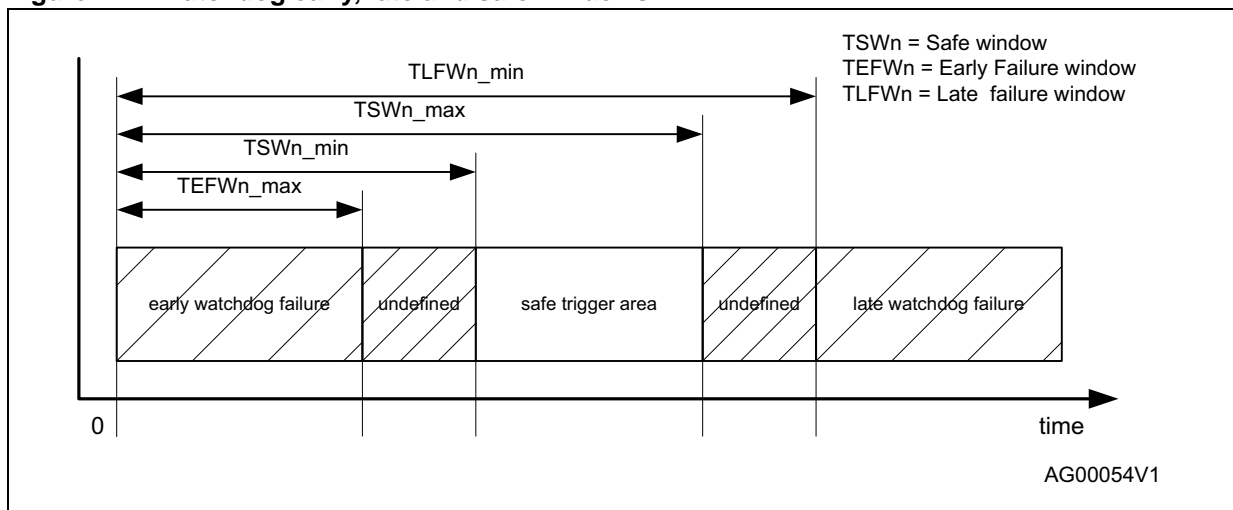 TSWn = Safe window
TEFWn = Early Failure window
TLFWn = Late failure window
TLFWn_min
TSWn_max
TSWn_min
TEFWn_max
early watchdog failure
undefined
safe trigger area
undefined
late watchdog failure
0
time
AG00054V1